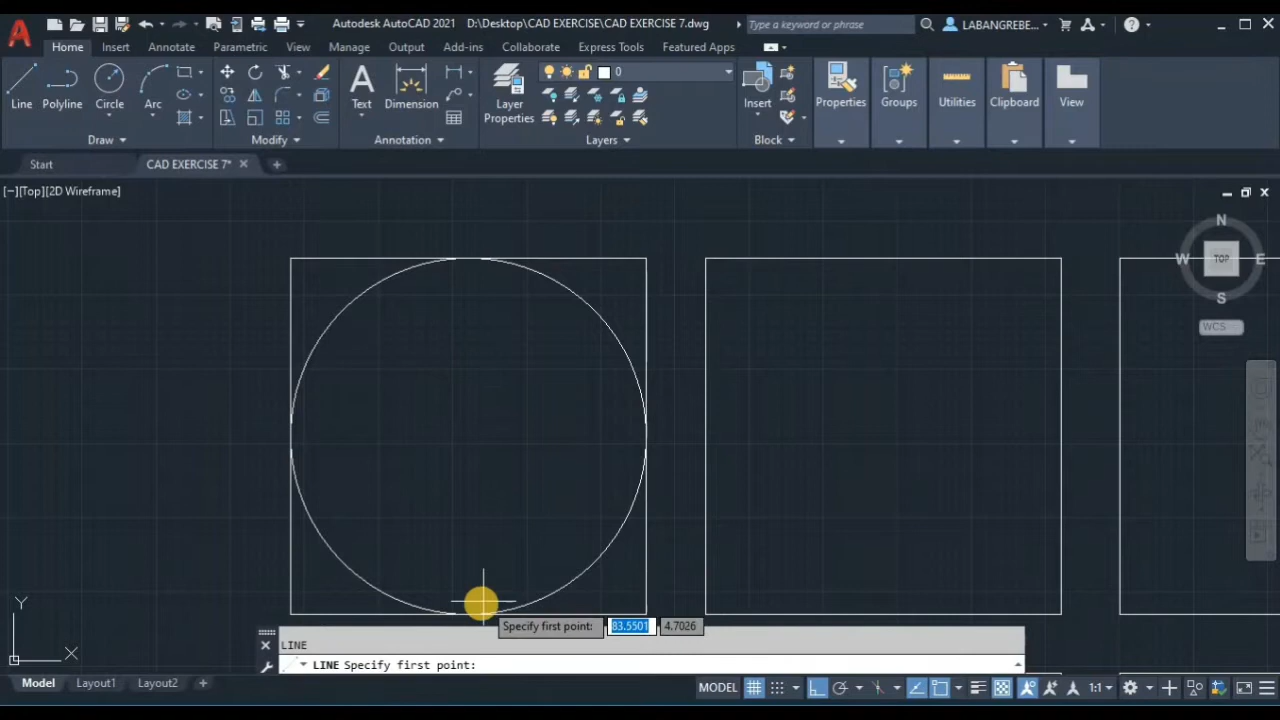 Autodesk AutoCAD 2021 D:\Desktop\CAD EXERCISE\CAD EXERCISE 7.dwg Type a keyword or phrase LABANGREBE...
Home Insert Annotate Parametric View Manage Output Add-ins Collaborate Express Tools Featured Apps
Line Polyline Circle Arc Text Dimension Layer Properties 0 Insert Properties Groups Utilities Clipboard View
Draw Modify Annotation Layers Block
Start CAD EXERCISE 7*
[−][Top][2D Wireframe]
N
W TOP E
S
WCS
Y
X
Specify first point: 83.5501 4.7026
LINE
LINE Specify first point:
Model Layout1 Layout2 MODEL 1:1